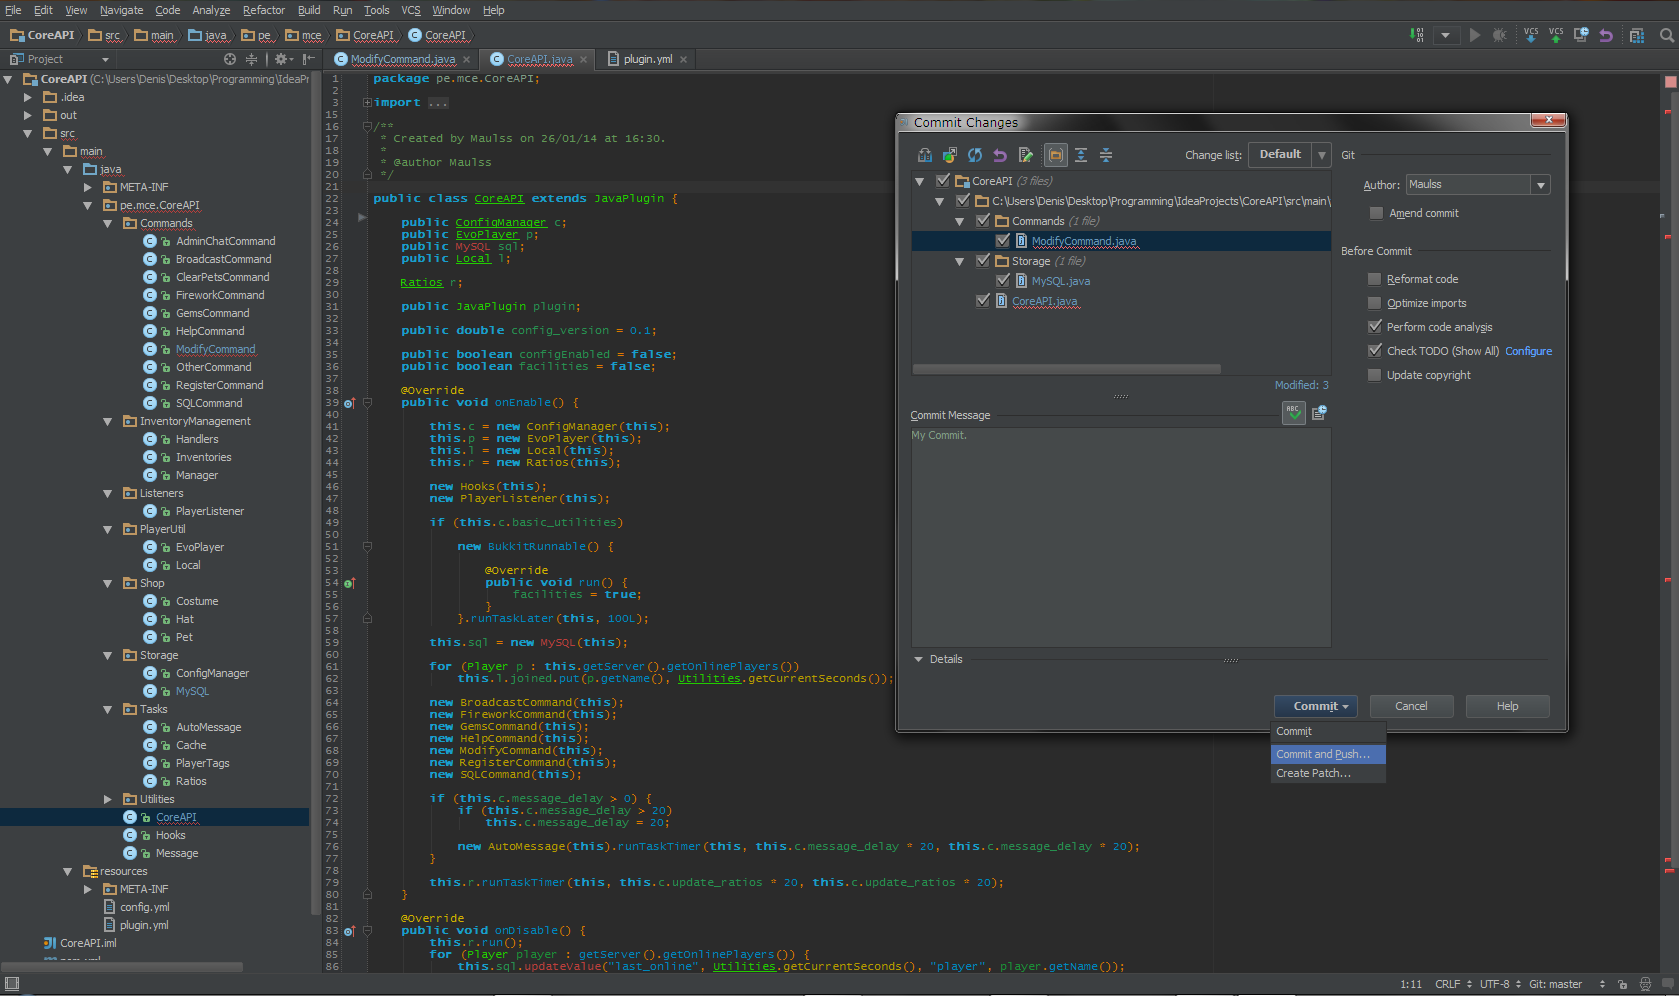 File Edit View Navigate Code Analyze Refactor Build Run Tools VCS Window Help
CoreAPI src main java pe mce CoreAPI CoreAPI
Project
ModifyCommand.java CoreAPI.java plugin.yml
CoreAPI (C:\Users\Denis\Desktop\Programming\IdeaPr
.idea
out
src
main
java
META-INF
pe.mce.CoreAPI
Commands
AdminChatCommand
BroadcastCommand
ClearPetsCommand
FireworkCommand
GemsCommand
HelpCommand
ModifyCommand
OtherCommand
RegisterCommand
SQLCommand
InventoryManagement
Handlers
Inventories
Manager
Listeners
PlayerListener
PlayerUtil
EvoPlayer
Local
Shop
Costume
Hat
Pet
Storage
ConfigManager
MySQL
Tasks
AutoMessage
Cache
PlayerTags
Ratios
Utilities
CoreAPI
Hooks
Message
resources
META-INF
config.yml
plugin.yml
CoreAPI.iml
1 package pe.mce.CoreAPI;
2
3 import ...
15
16 /**
17 * Created by Maulss on 26/01/14 at 16:30.
18 *
19 * @author Maulss
20 */
21
22 public class CoreAPI extends JavaPlugin {
23
24 public ConfigManager c;
25 public EvoPlayer p;
26 public MySQL sql;
27 public Local l;
28
29 Ratios r;
30
31 public JavaPlugin plugin;
32
33 public double config_version = 0.1;
34
35 public boolean configEnabled = false;
36 public boolean facilities = false;
37
38 @Override
39 public void onEnable() {
40
41 this.c = new ConfigManager(this);
42 this.p = new EvoPlayer(this);
43 this.l = new Local(this);
44 this.r = new Ratios(this);
45
46 new Hooks(this);
47 new PlayerListener(this);
48
49 if (this.c.basic_utilities)
50
51 new BukkitRunnable() {
52
53 @Override
54 public void run() {
55 facilities = true;
56 }
57 }.runTaskLater(this, 100L);
58
59 this.sql = new MySQL(this);
60
61 for (Player p : this.getServer().getOnlinePlayers())
62 this.l.joined.put(p.getName(), Utilities.getCurrentSeconds());
63
64 new BroadcastCommand(this);
65 new FireworkCommand(this);
66 new GemsCommand(this);
67 new HelpCommand(this);
68 new ModifyCommand(this);
69 new RegisterCommand(this);
70 new SQLCommand(this);
71
72 if (this.c.message_delay > 0) {
73 if (this.c.message_delay > 20)
74 this.c.message_delay = 20;
75
76 new AutoMessage(this).runTaskTimer(this, this.c.message_delay * 20, this.c.message_delay * 20);
77 }
78
79 this.r.runTaskTimer(this, this.c.update_ratios * 20, this.c.update_ratios * 20);
80 }
81
82 @Override
83 public void onDisable() {
84 this.r.run();
85 for (Player player : getServer().getOnlinePlayers()) {
86 this.sql.updateValue("last_online", Utilities.getCurrentSeconds(), "player", player.getName());
Commit Changes
Change list: Default
CoreAPI (3 files)
C:\Users\Denis\Desktop\Programming\IdeaProjects\CoreAPI\src\main\
Commands (1 file)
ModifyCommand.java
Storage (1 file)
MySQL.java
CoreAPI.java
Modified: 3
Commit Message
My Commit.
Details
Git
Author: Maulss
Amend commit
Before Commit
Reformat code
Optimize imports
Perform code analysis
Check TODO (Show All) Configure
Update copyright
Commit Cancel Help
Commit
Commit and Push...
Create Patch...
1:11 CRLF UTF-8 Git: master